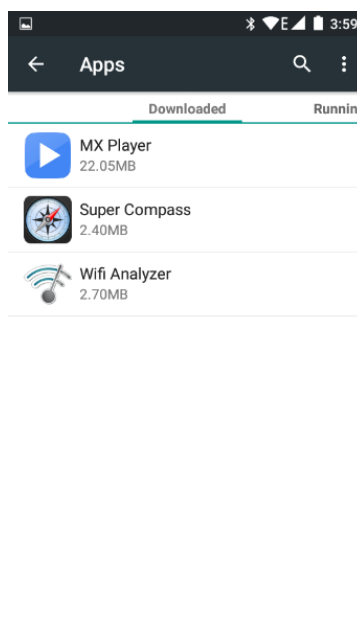 E 3:59
Apps
Downloaded Runnin
MX Player
22.05MB
Super Compass
2.40MB
Wifi Analyzer
2.70MB